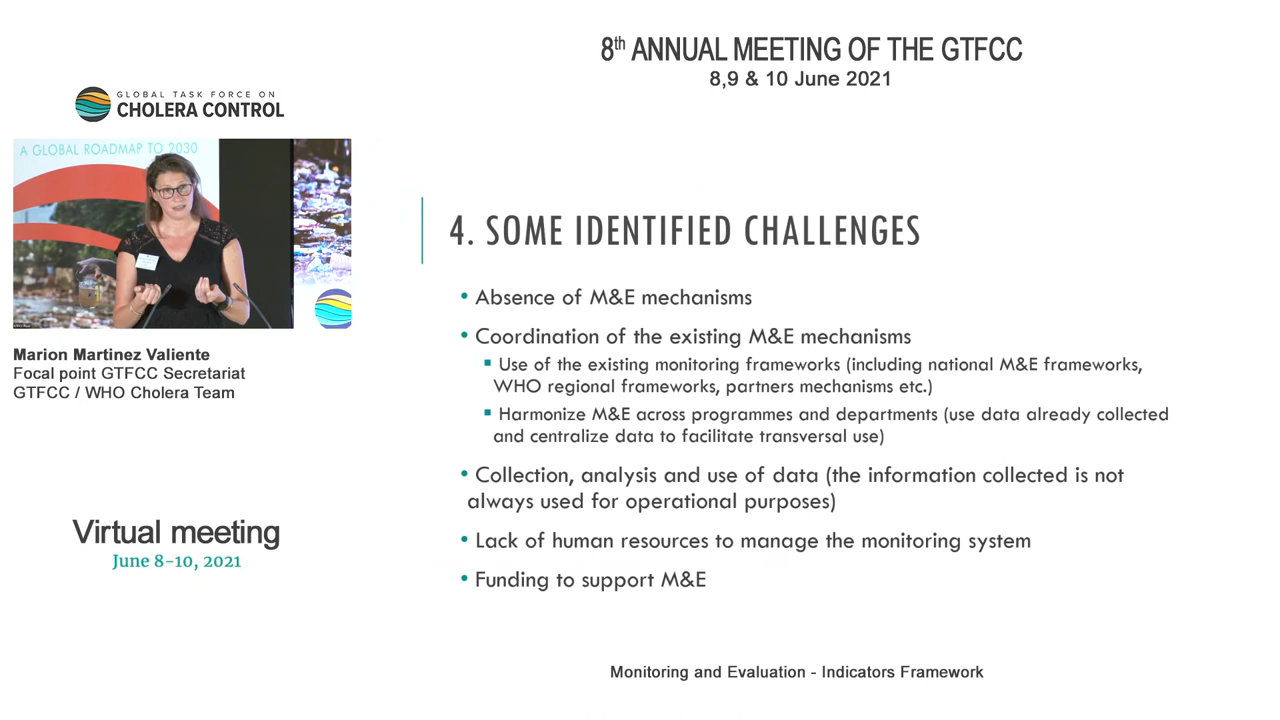 8th ANNUAL MEETING OF THE GTFCC
8,9 & 10 June 2021
GLOBAL TASK FORCE ON
CHOLERA CONTROL
A GLOBAL ROADMAP TO 2030
Marion Martinez Valiente
Focal point GTFCC Secretariat
GTFCC / WHO Cholera Team
Virtual meeting
June 8-10, 2021
4. SOME IDENTIFIED CHALLENGES
• Absence of M&E mechanisms
• Coordination of the existing M&E mechanisms
▪ Use of the existing monitoring frameworks (including national M&E frameworks,
WHO regional frameworks, partners mechanisms etc.)
▪ Harmonize M&E across programmes and departments (use data already collected
and centralize data to facilitate transversal use)
• Collection, analysis and use of data (the information collected is not
always used for operational purposes)
• Lack of human resources to manage the monitoring system
• Funding to support M&E
Monitoring and Evaluation - Indicators Framework